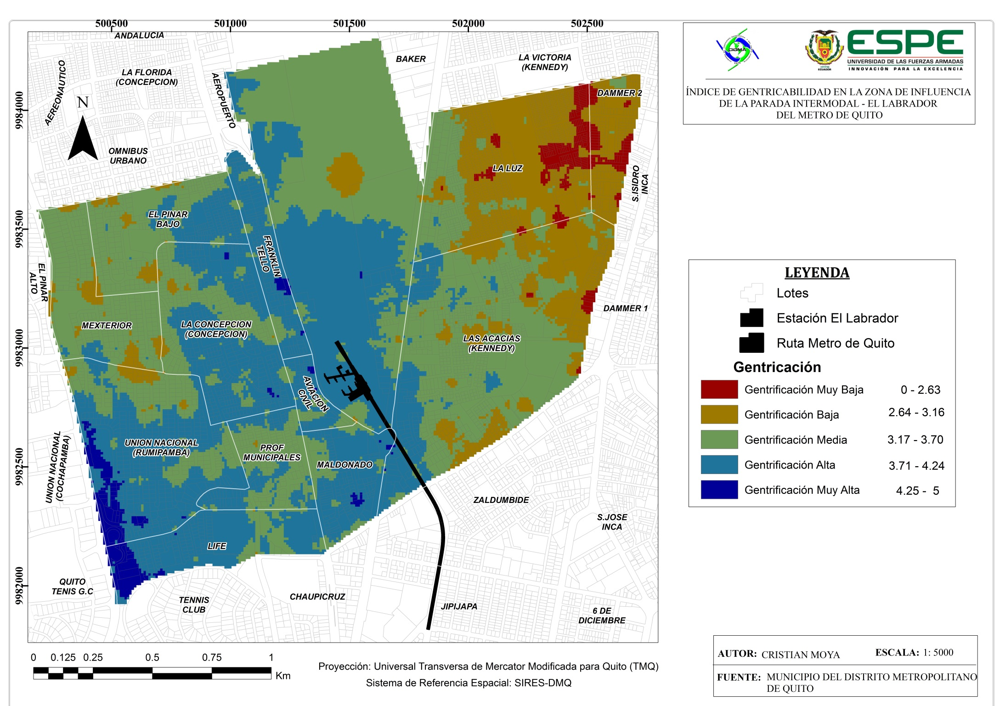 500500 501000 501500 502000 502500
9984000
9983500
9983000
9982500
9982000
ANDALUCIA
AEREONAUTICO
LA FLORIDA
(CONCEPCION)
AEROPUERTO
BAKER
LA VICTORIA
(KENNEDY)
DAMMER 2
N
OMNIBUS
URBANO
LA LUZ
S.ISIDRO
INCA
EL PINAR
BAJO
FRANKLIN
TELLO
EL PINAR
ALTO
MEXTERIOR
LA CONCEPCION
(CONCEPCION)
DAMMER 1
LAS ACACIAS
(KENNEDY)
AVIACION
CIVIL
UNION NACIONAL
(COCHAPAMBA)
UNION NACIONAL
(RUMIPAMBA)
PROF
MUNICIPALES
MALDONADO
ZALDUMBIDE
S.JOSE
INCA
LIFE
QUITO
TENIS G.C
TENNIS
CLUB
CHAUPICRUZ
JIPIJAPA
6 DE
DICIEMBRE
0 0.125 0.25 0.5 0.75 1
Km
Proyección: Universal Transversa de Mercator Modificada para Quito (TMQ)
Sistema de Referencia Espacial: SIRES-DMQ
CIGMA
ECUADOR
ESPE
UNIVERSIDAD DE LAS FUERZAS ARMADAS
INNOVACIÓN PARA LA EXCELENCIA
ÍNDICE DE GENTRICABILIDAD EN LA ZONA DE INFLUENCIA
DE LA PARADA INTERMODAL - EL LABRADOR
DEL METRO DE QUITO
LEYENDA
Lotes
Estación El Labrador
Ruta Metro de Quito
Gentricación
Gentrificación Muy Baja 0 - 2.63
Gentrificación Baja 2.64 - 3.16
Gentrificación Media 3.17 - 3.70
Gentrificación Alta 3.71 - 4.24
Gentrificación Muy Alta 4.25 - 5
AUTOR: CRISTIAN MOYA ESCALA: 1: 5000
FUENTE: MUNICIPIO DEL DISTRITO METROPOLITANO
DE QUITO